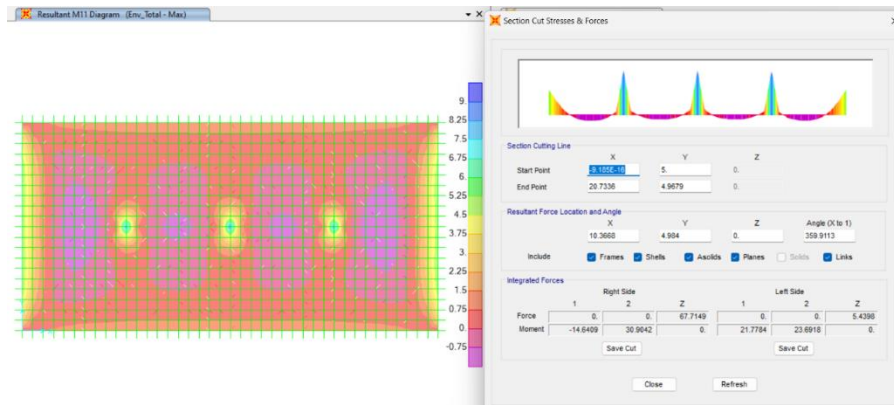 Resultant M11 Diagram (Env_Total - Max)
9.
8.25
7.5
6.75
6.
5.25
4.5
3.75
3.
2.25
1.5
0.75
0.
-0.75
Section Cut Stresses & Forces
Section Cutting Line
X Y Z
Start Point -9.185E-16 5. 0.
End Point 20.7336 4.9679 0.
Resultant Force Location and Angle
X Y Z Angle (X to 1)
10.3668 4.984 0. 359.9113
Include Frames Shells Asolids Planes Solids Links
Integrated Forces
Right Side Left Side
1 2 Z 1 2 Z
Force 0. 0. 67.7149 0. 0. 5.4398
Moment -14.6409 30.9042 0. 21.7784 23.6918 0.
Save Cut Save Cut
Close Refresh